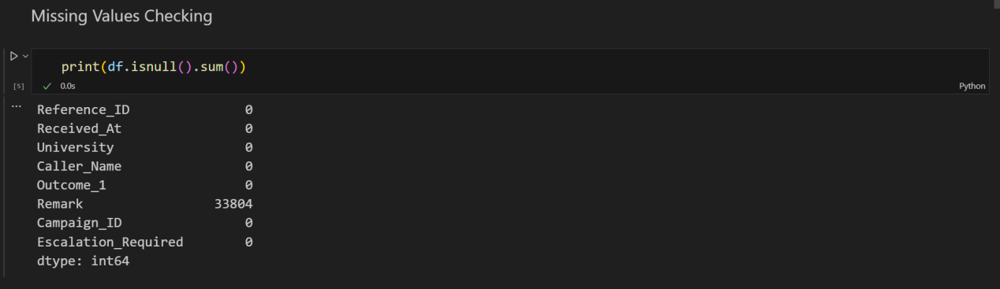 Missing Values Checking
print(df.isnull().sum())
[5] 0.0s Python
... 
Reference_ID 0
Received_At 0
University 0
Caller_Name 0
Outcome_1 0
Remark 33804
Campaign_ID 0
Escalation_Required 0
dtype: int64